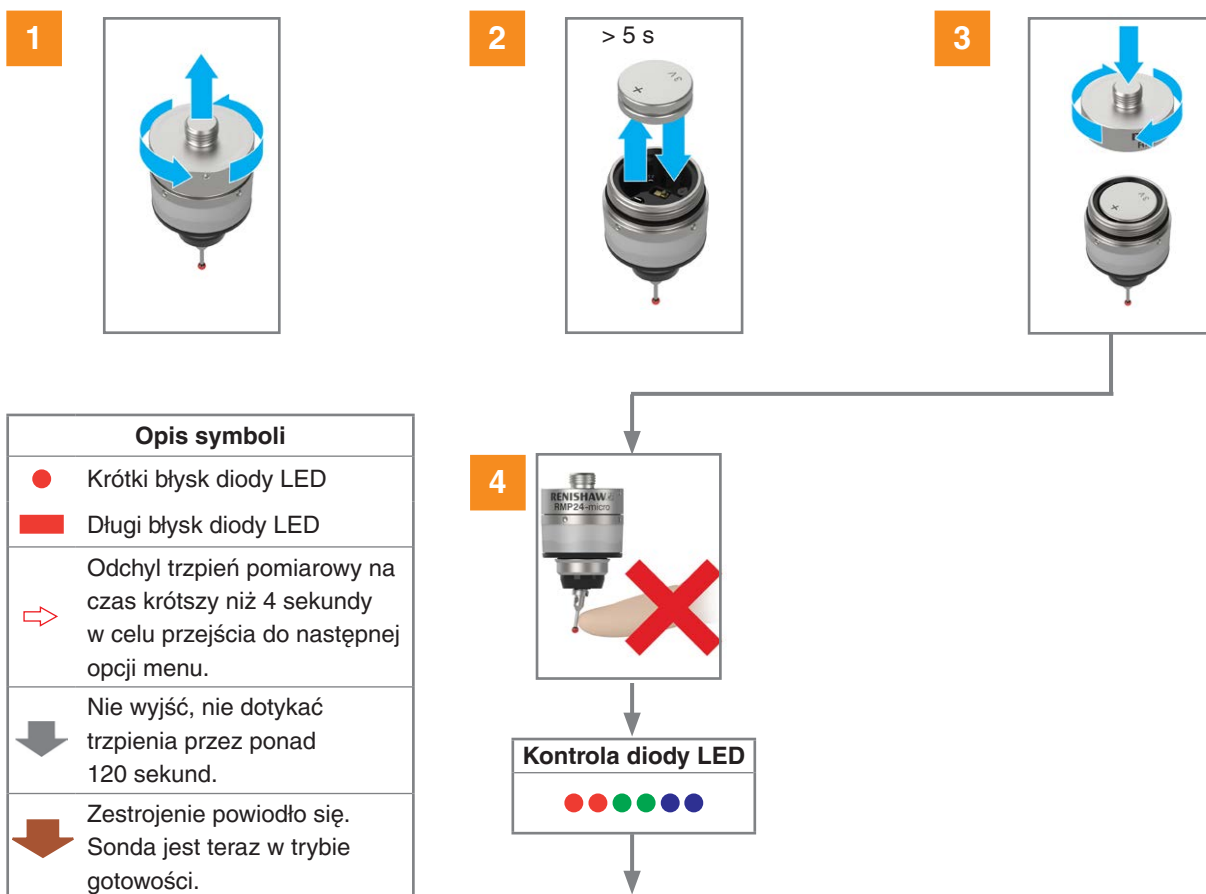 1
2
> 5 s
+ 3V
3
+ 3V
4
RENISHAW
RMP24-micro
Opis symboli
Krótki błysk diody LED
Długi błysk diody LED
Odchyl trzpień pomiarowy na
czas krótszy niż 4 sekundy
w celu przejścia do następnej
opcji menu.
Nie wyjść, nie dotykać
trzpienia przez ponad
120 sekund.
Zestrojenie powiodło się.
Sonda jest teraz w trybie
gotowości.
Kontrola diody LED